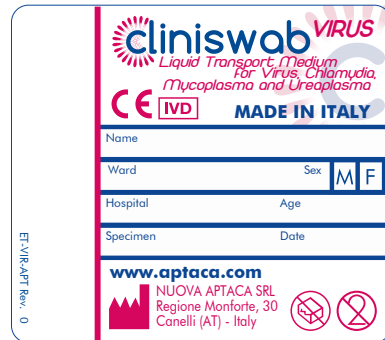 cliniswab VIRUS
Liquid Transport Medium
for Virus, Chlamydia,
Mycoplasma and Ureaplasma
CE IVD MADE IN ITALY
Name
Ward Sex M F
Hospital Age
Specimen Date
www.aptaca.com
NUOVA APTACA SRL
Regione Monforte, 30
Canelli (AT) - Italy
2
ET-VIR-APT Rev. 0